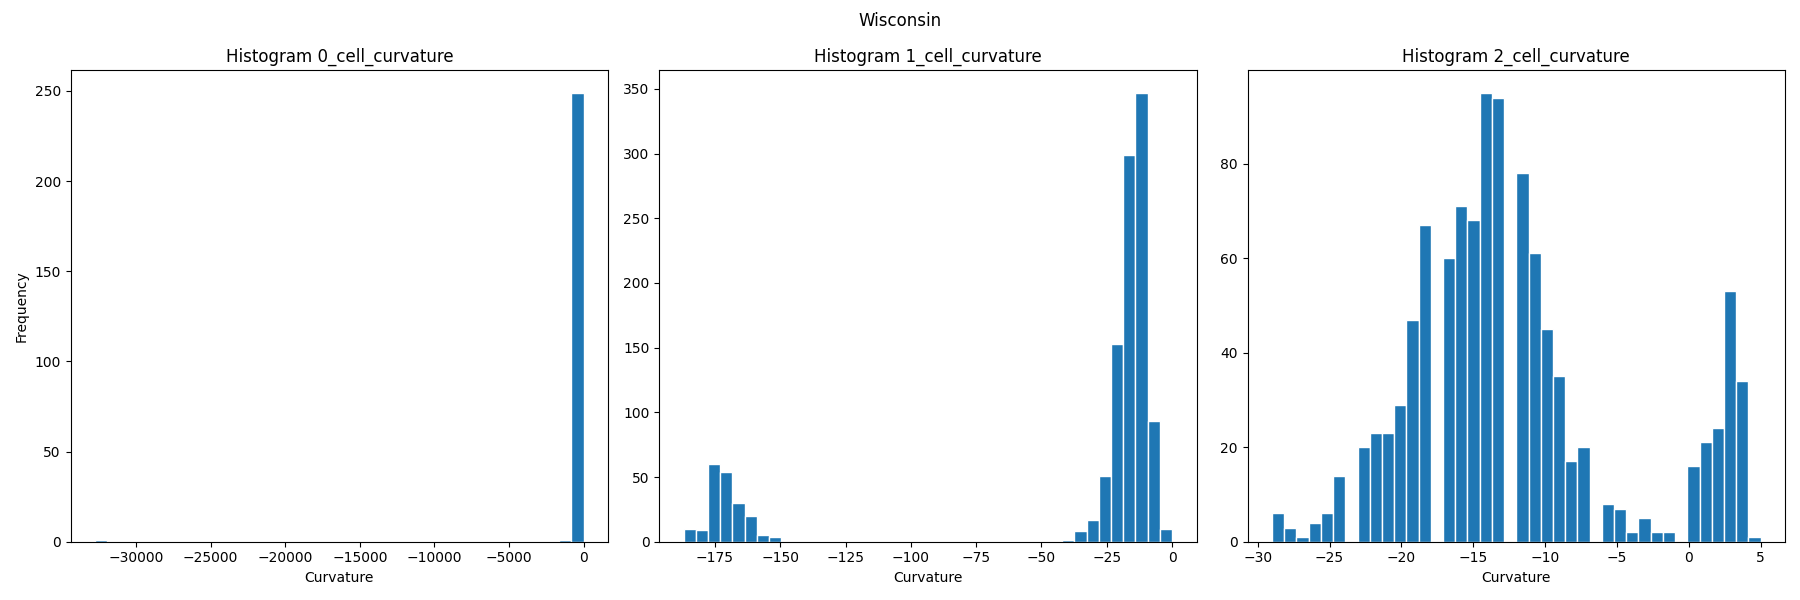 Wisconsin
Histogram 0_cell_curvature
Histogram 1_cell_curvature
Histogram 2_cell_curvature
Frequency
250
200
150
100
50
0
−30000 −25000 −20000 −15000 −10000 −5000 0
Curvature
350
300
250
200
150
100
50
0
−175 −150 −125 −100 −75 −50 −25 0
Curvature
80
60
40
20
0
−30 −25 −20 −15 −10 −5 0 5
Curvature